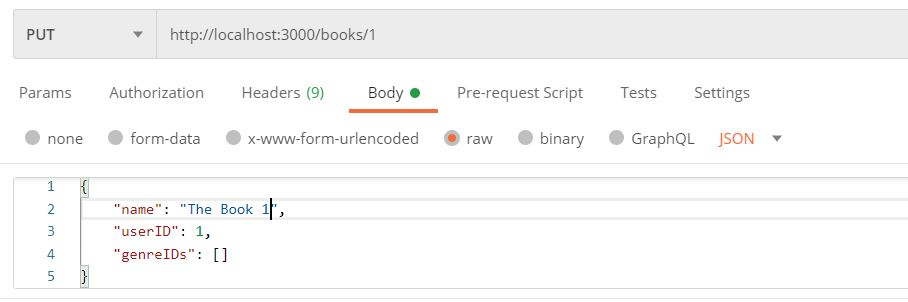 PUT http://localhost:3000/books/1
Params Authorization Headers (9) Body Pre-request Script Tests Settings
none form-data x-www-form-urlencoded raw binary GraphQL JSON
1 {
2 "name": "The Book 1",
3 "userID": 1,
4 "genreIDs": []
5 }